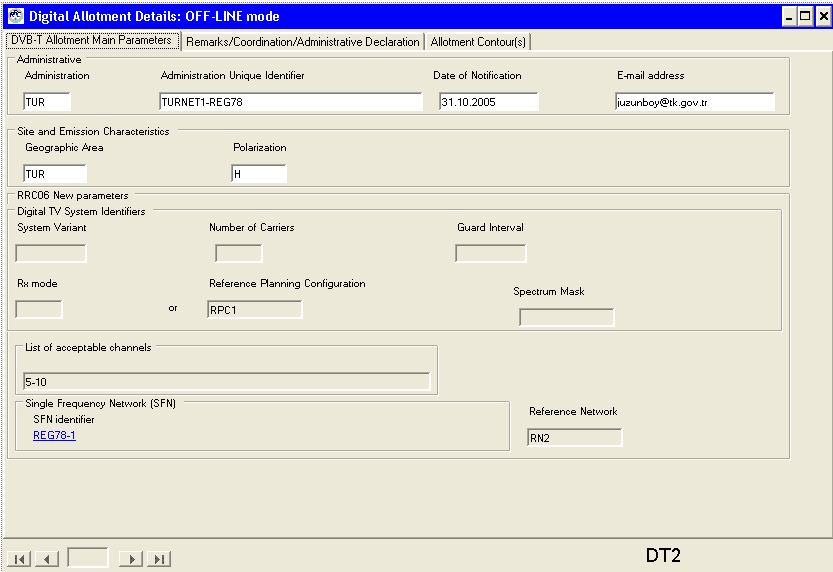 Digital Allotment Details: OFF-LINE mode
DVB-T Allotment Main Parameters Remarks/Coordination/Administrative Declaration Allotment Contour(s)
Administrative
Administration Administration Unique Identifier Date of Notification E-mail address
TUR TURNET1-REG78 31.10.2005 juzunboy@tk.gov.tr
Site and Emission Characteristics
Geographic Area Polarization
TUR H
RRC06 New parameters
Digital TV System Identifiers
System Variant Number of Carriers Guard Interval
Rx mode Reference Planning Configuration Spectrum Mask
or RPC1
List of acceptable channels
5-10
Single Frequency Network (SFN)
SFN identifier Reference Network
REG78-1 RN2
DT2